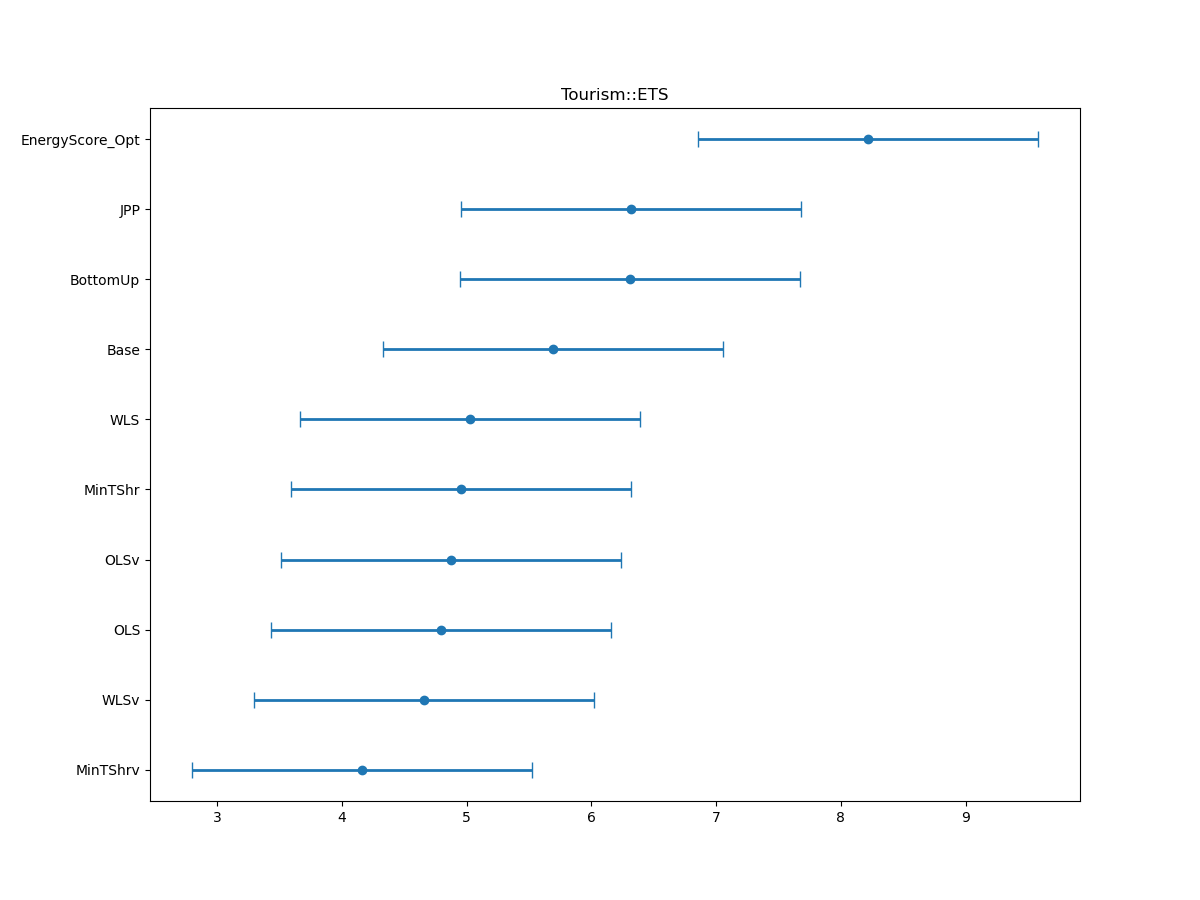 Tourism::ETS
EnergyScore_Opt
JPP
BottomUp
Base
WLS
MinTShr
OLSv
OLS
WLSv
MinTShrv
3 4 5 6 7 8 9